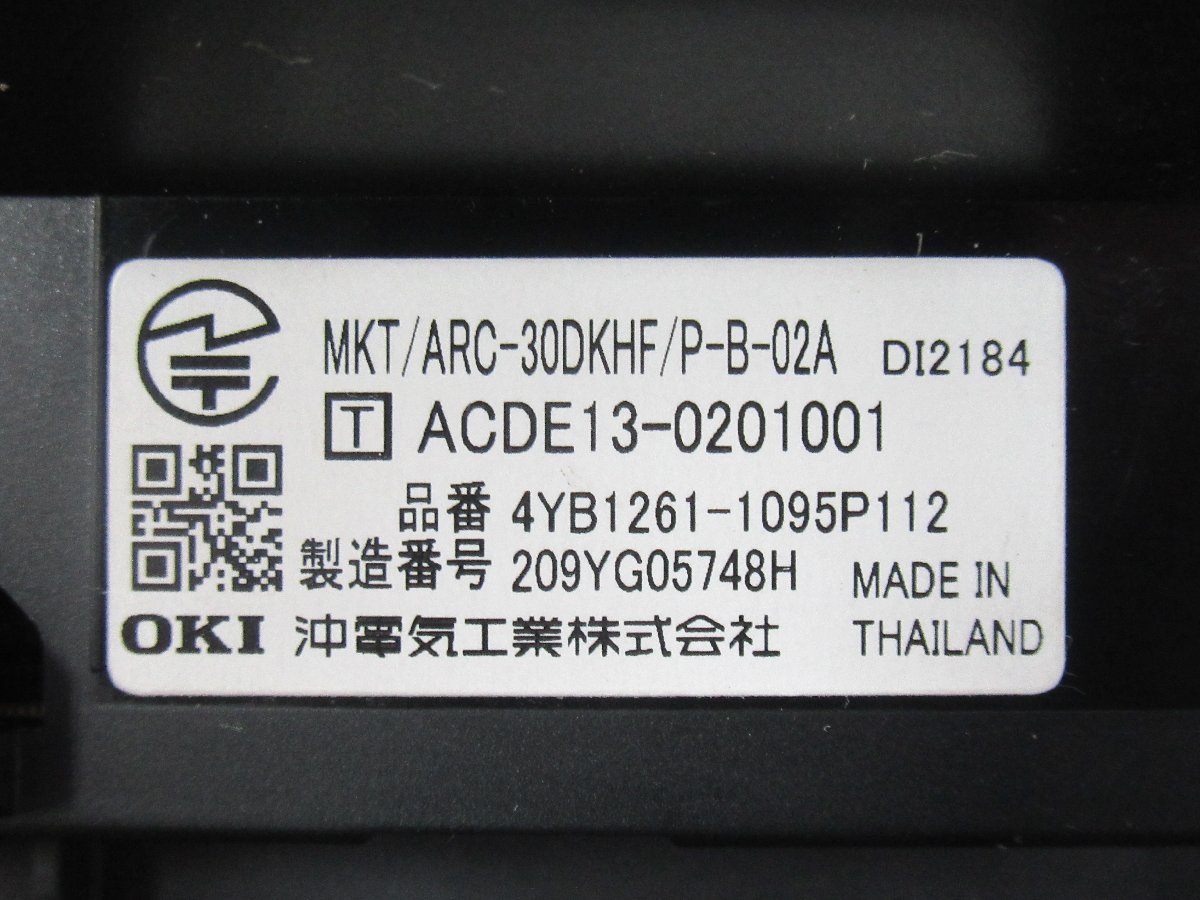 MKT/ARC-30DKHF/P-B-02A DI2184
T ACDE13-0201001
品番 4YB1261-1095P112
製造番号 209YG05748H MADE IN
OKI 沖電気工業株式会社 THAILAND